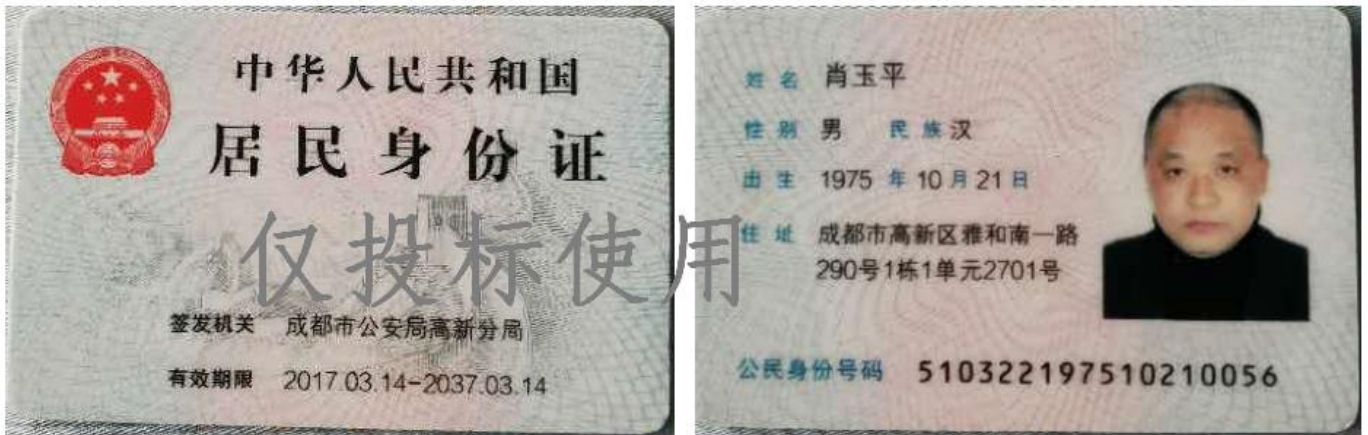 中华人民共和国
居民身份证
签发机关 成都市公安局高新分局
有效期限 2017.03.14-2037.03.14
姓名 肖玉平
性别 男 民族 汉
出生 1975 年 10 月 21 日
住址 成都市高新区雅和南一路
290号1栋1单元2701号
公民身份号码 510322197510210056
仅投标使用